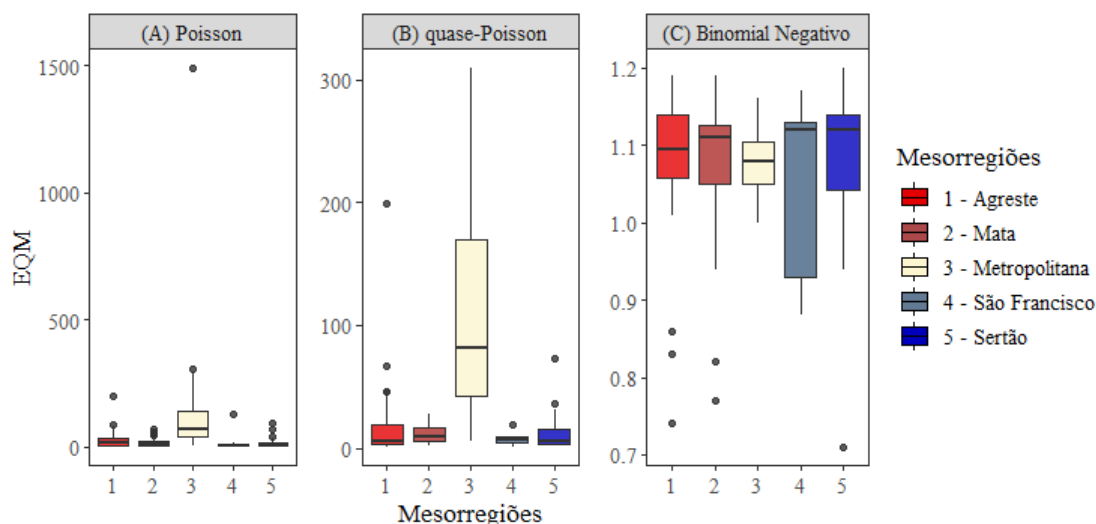 (A) Poisson
(B) quase-Poisson
(C) Binomial Negativo
EQM
1500
1000
500
0
300
200
100
0
1.2
1.1
1.0
0.9
0.8
0.7
1 2 3 4 5
1 2 3 4 5
1 2 3 4 5
Mesorregiões
Mesorregiões
1 - Agreste
2 - Mata
3 - Metropolitana
4 - São Francisco
5 - Sertão